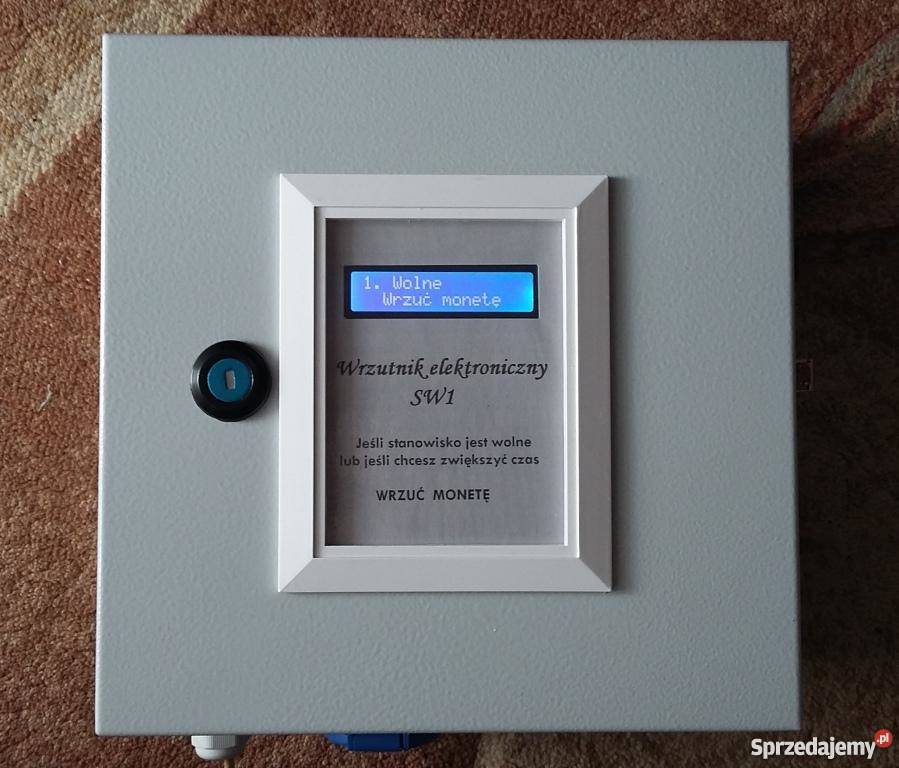 1. Wolne
Wrzuć monetę
Wrzutnik elektroniczny
SW1
Jeśli stanowisko jest wolne
lub jeśli chcesz zwiększyć czas
WRZUĆ MONETĘ
Sprzedajemy.pl